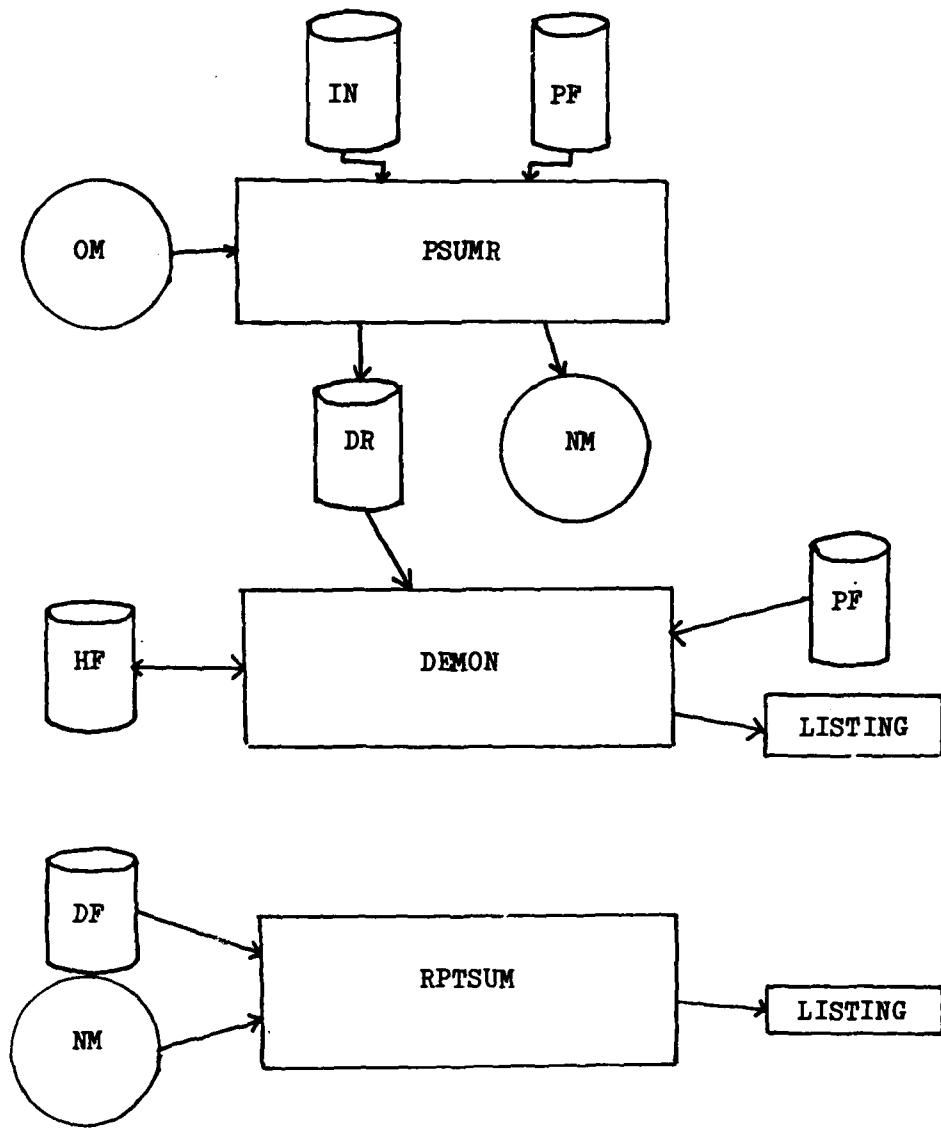 IN
PF
OM
PSUMR
DR
NM
PF
HF
DEMON
LISTING
DF
RPTSUM
NM
LISTING